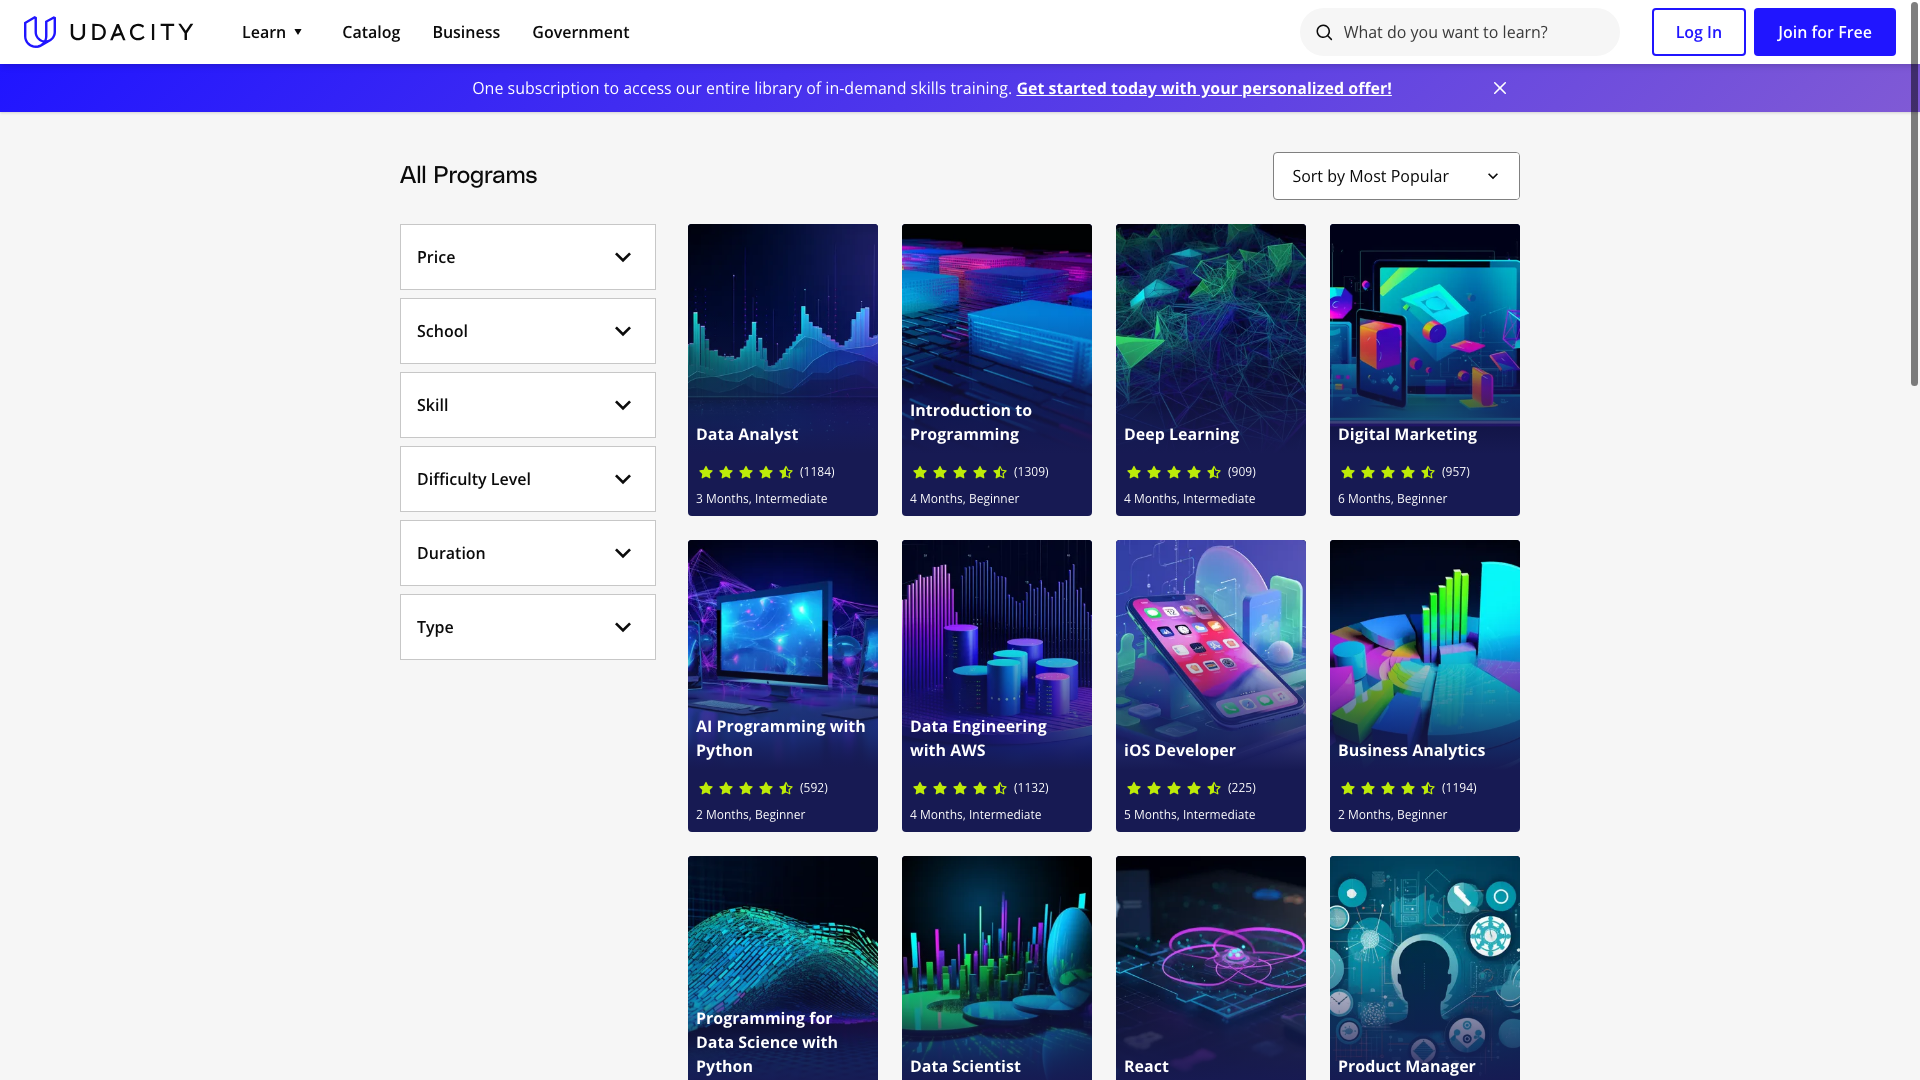 UDACITY
Learn
Catalog
Business
Government
What do you want to learn?
Log In
Join for Free
One subscription to access our entire library of in-demand skills training. Get started today with your personalized offer!
All Programs
Sort by Most Popular
Price
School
Skill
Difficulty Level
Duration
Type
Data Analyst
(1184)
3 Months, Intermediate
Introduction to
Programming
(1309)
4 Months, Beginner
Deep Learning
(909)
4 Months, Intermediate
Digital Marketing
(957)
6 Months, Beginner
AI Programming with
Python
(592)
2 Months, Beginner
Data Engineering
with AWS
(1132)
4 Months, Intermediate
iOS Developer
(225)
5 Months, Intermediate
Business Analytics
(1194)
2 Months, Beginner
Programming for
Data Science with
Python
Data Scientist
React
Product Manager